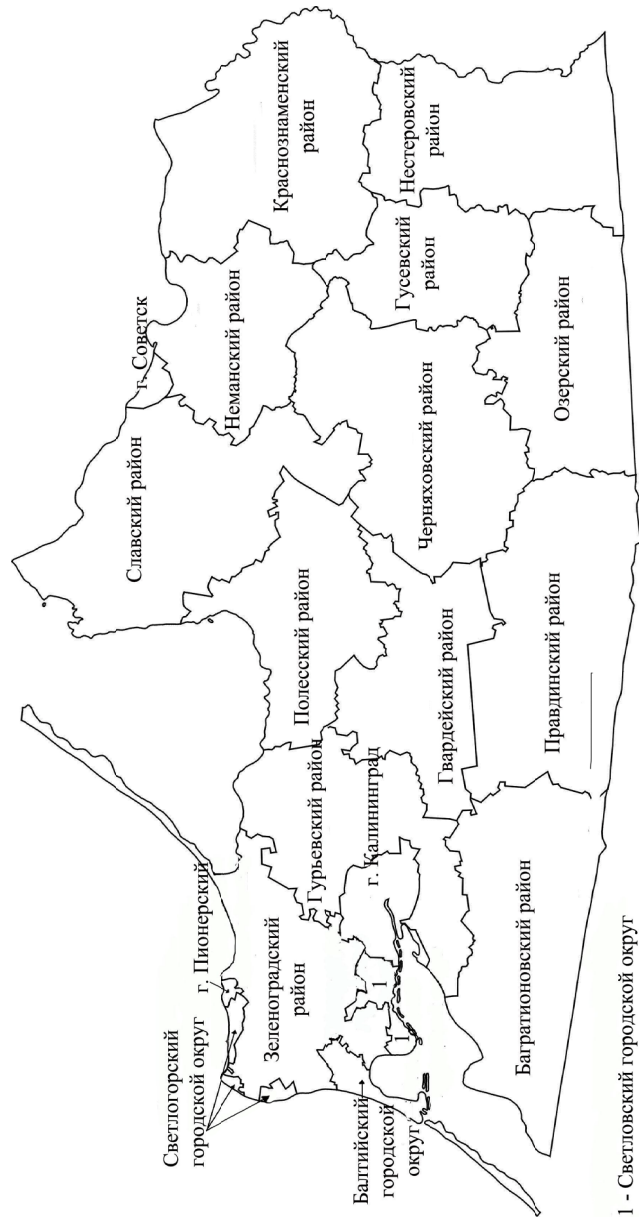 Светлогорский
городской округ
г. Пионерский
Зеленоградский
район
Балтийский
городской
округ
1
1
Гурьевский район
г. Калининград
Багратионовский район
Славский район
Полесский район
Гвардейский район
Правдинский район
г. Советск
Неманский район
Черняховский район
Озерский район
Краснознаменский
район
Гусевский
район
Нестеровский
район
1 - Светловский городской округ